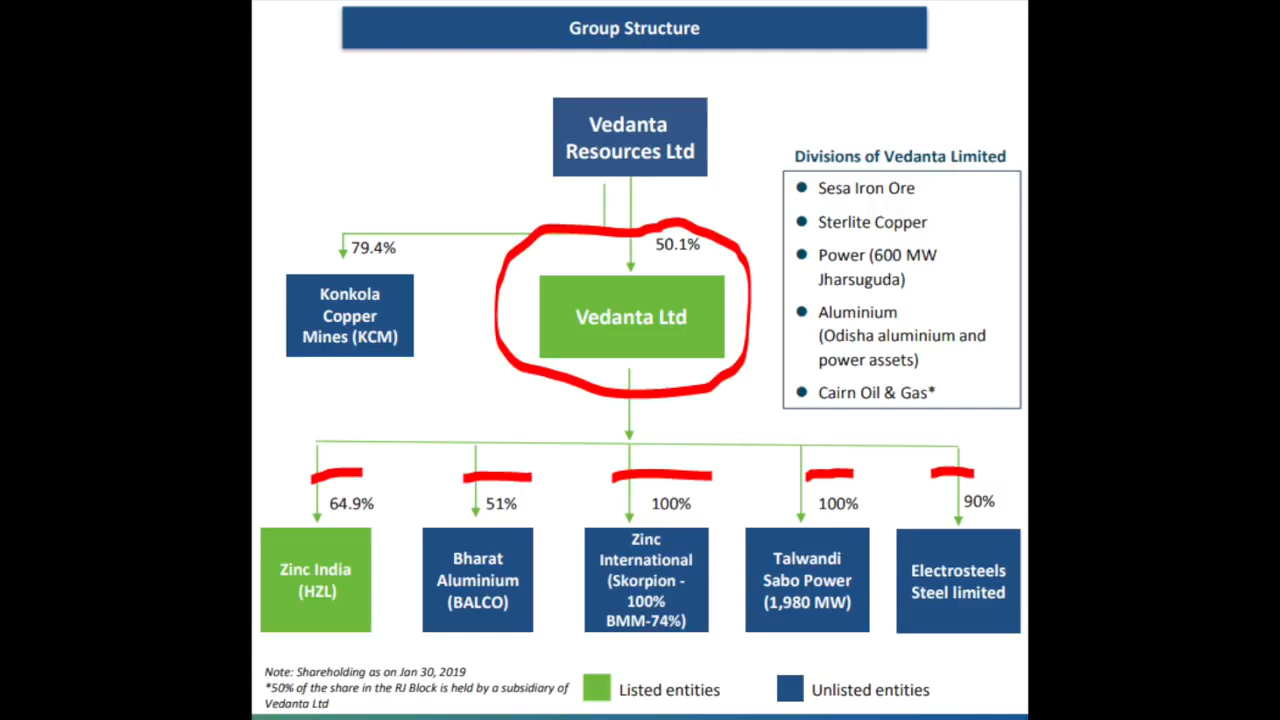 Group Structure
Vedanta
Resources Ltd
Divisions of Vedanta Limited
Sesa Iron Ore
Sterlite Copper
Power (600 MW
Jharsuguda)
Aluminium
(Odisha aluminium and
power assets)
Cairn Oil & Gas*
79.4%
50.1%
Konkola
Copper
Mines (KCM)
Vedanta Ltd
64.9%
51%
100%
100%
90%
Zinc India
(HZL)
Bharat
Aluminium
(BALCO)
Zinc
International
(Skorpion -
100%
BMM-74%)
Talwandi
Sabo Power
(1,980 MW)
Electrosteels
Steel limited
Note: Shareholding as on Jan 30, 2019
*50% of the share in the RJ Block is held by a subsidiary of
Vedanta Ltd
Listed entities
Unlisted entities